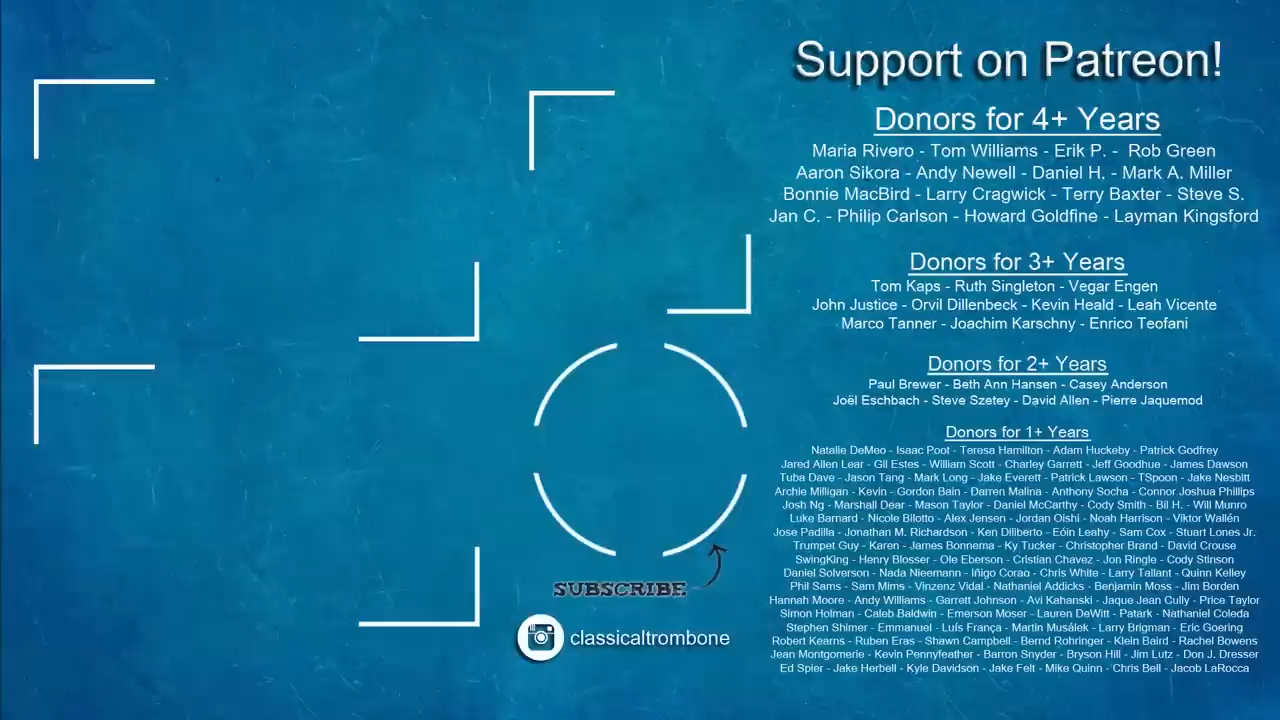 Support on Patreon!
Donors for 4+ Years
Maria Rivero - Tom Williams - Erik P. - Rob Green
Aaron Sikora - Andy Newell - Daniel H. - Mark A. Miller
Bonnie MacBird - Larry Cragwick - Terry Baxter - Steve S.
Jan C. - Philip Carlson - Howard Goldfine - Layman Kingsford
Donors for 3+ Years
Tom Kaps - Ruth Singleton - Vegar Engen
John Justice - Orvil Dillenbeck - Kevin Heald - Leah Vicente
Marco Tanner - Joachim Karschny - Enrico Teofani
Donors for 2+ Years
Paul Brewer - Beth Ann Hansen - Casey Anderson
Joël Eschbach - Steve Szetey - David Allen - Pierre Jaquemod
Donors for 1+ Years
Natalie DeMeo - Isaac Poot - Teresa Hamilton - Adam Huckeby - Patrick Godfrey
Jared Allen Lear - Gil Estes - William Scott - Charley Garrett - Jeff Goodhue - James Dawson
Tuba Dave - Jason Tang - Mark Long - Jake Everett - Patrick Lawson - TSpoon - Jake Nesbitt
Archie Milligan - Kevin - Gordon Bain - Darren Malina - Anthony Socha - Connor Joshua Phillips
Josh Ng - Marshall Dear - Mason Taylor - Daniel McCarthy - Cody Smith - Bil H. - Will Munro
Luke Barnard - Nicole Bilotto - Alex Jensen - Jordan Oishi - Noah Harrison - Viktor Wallén
Jose Padilla - Jonathan M. Richardson - Ken Diliberto - Eóin Leahy - Sam Cox - Stuart Lones Jr.
Trumpet Guy - Karen - James Bonnema - Ky Tucker - Christopher Brand - David Crouse
SwingKing - Henry Blosser - Ole Eberson - Cristian Chavez - Jon Ringle - Cody Stinson
Daniel Solverson - Nada Nieemann - Iñigo Corao - Chris White - Larry Tallant - Quinn Kelley
Phil Sams - Sam Mims - Vinzenz Vidal - Nathaniel Addicks - Benjamin Moss - Jim Borden
Hannah Moore - Andy Williams - Garrett Johnson - Avi Kahanski - Jaque Jean Cully - Price Taylor
Simon Holman - Caleb Baldwin - Emerson Moser - Lauren DeWitt - Patark - Nathaniel Coleda
Stephen Shimer - Emmanuel - Luís França - Martin Musálek - Larry Brigman - Eric Goering
Robert Kearns - Ruben Eras - Shawn Campbell - Bernd Rohringer - Klein Baird - Rachel Bowens
Jean Montgomerie - Kevin Pennyfeather - Barron Snyder - Bryson Hill - Jim Lutz - Don J. Dresser
Ed Spier - Jake Herbell - Kyle Davidson - Jake Felt - Mike Quinn - Chris Bell - Jacob LaRocca
SUBSCRIBE
classicaltrombone